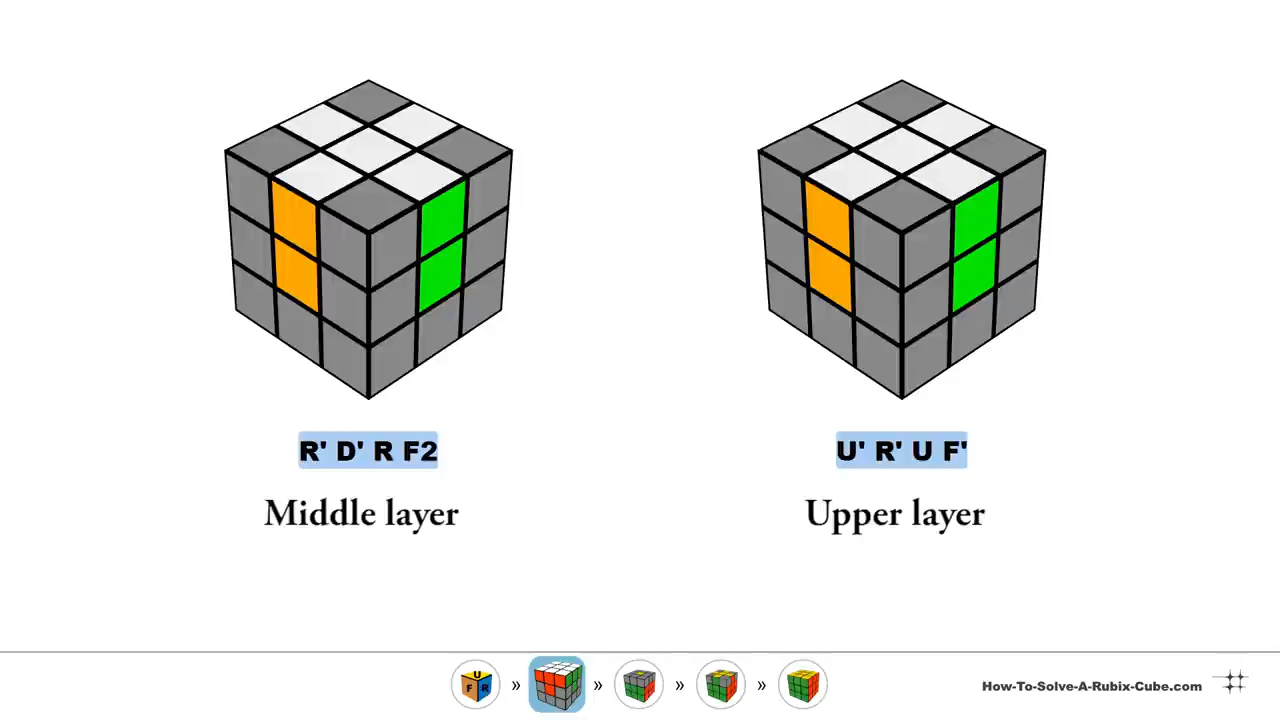 R' D' R F2
U' R' U F'
Middle layer
Upper layer
U
F R
» » » »
How-To-Solve-A-Rubix-Cube.com